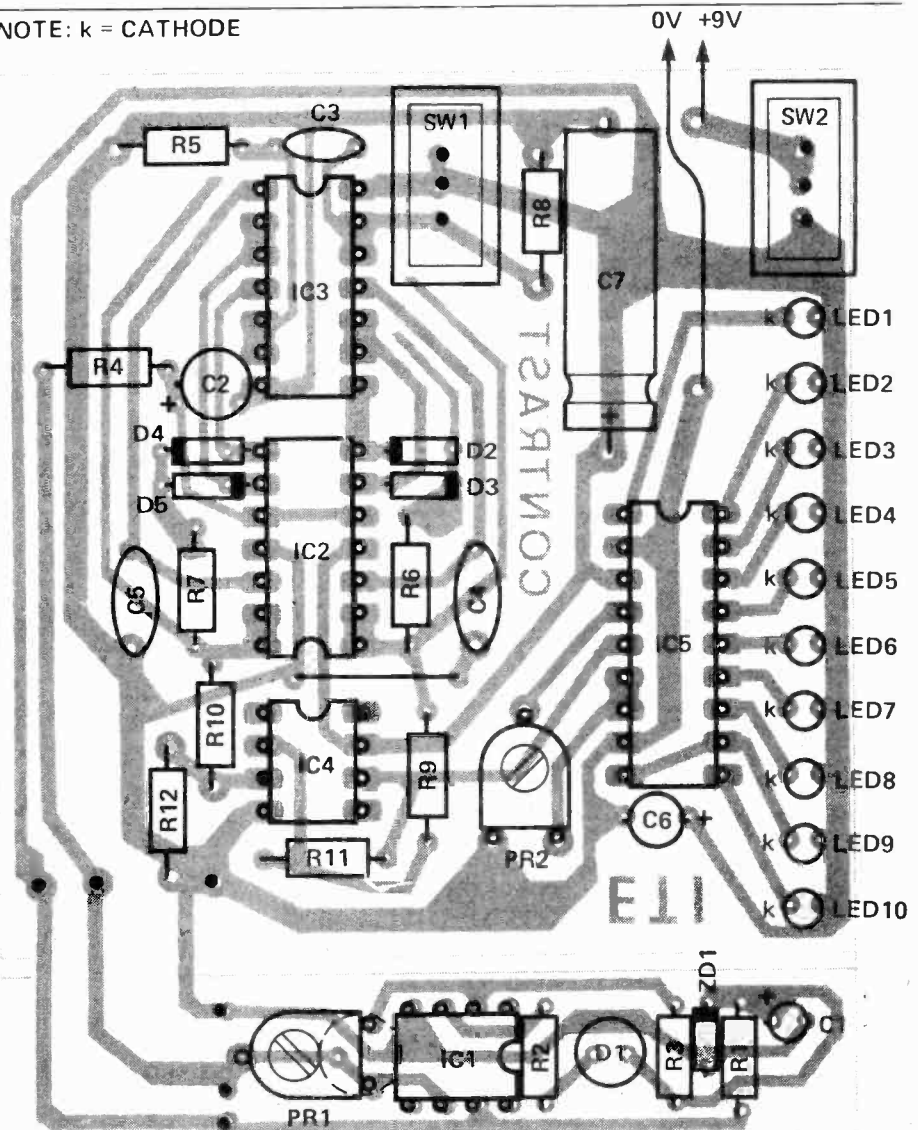 NOTE: k = CATHODE
0V +9V
C3
SW1
SW2
R5
R8
C7
IC3
k LED1
R4
C2
+
k LED2
CONTRAST
+
D4
D2
k LED3
D5
D3
k LED4
IC2
C5
R7
R6
C4
k LED5
IC5
k LED6
R10
k LED7
IC4
R9
k LED8
R12
C6 +
k LED9
R11
PR2
ETI
k LED10
ZD1
+
IC1
R2
D1
R3
R1
C1
PR1